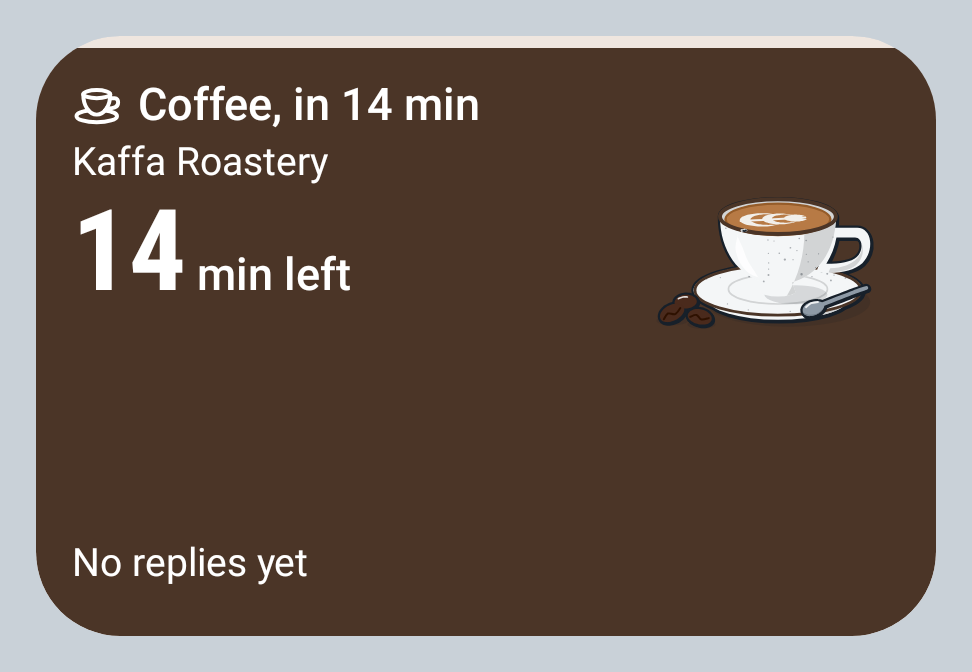 Coffee, in 14 min
Kaffa Roastery
14 min left
No replies yet